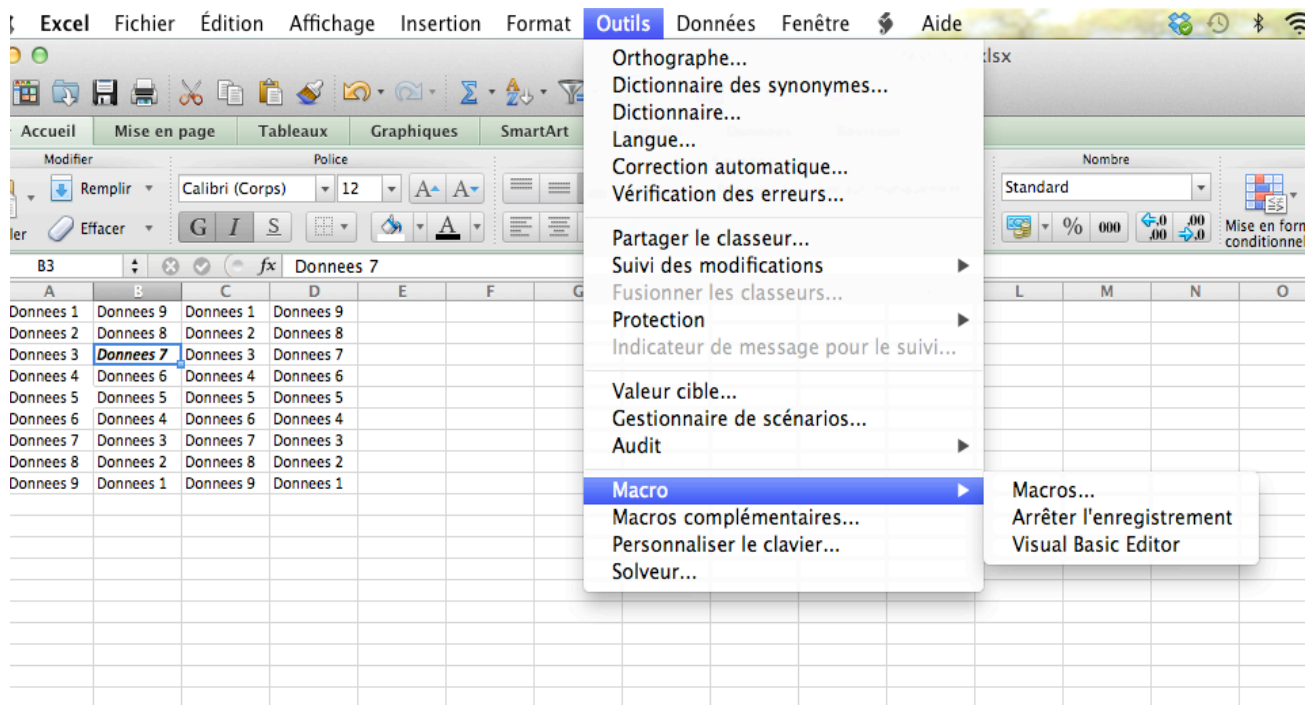 Excel Fichier Édition Affichage Insertion Format Outils Données Fenêtre Aide
lsx
Accueil Mise en page Tableaux Graphiques SmartArt
Modifier Police Nombre
Remplir Calibri (Corps) 12 A A Standard
Effacer G I S A % 000 ,0 ,00 ,00 ,0
Mise en form
conditionnel
B3 fx Donnees 7
A B C D E F G L M N O
Donnees 1 Donnees 9 Donnees 1 Donnees 9
Donnees 2 Donnees 8 Donnees 2 Donnees 8
Donnees 3 Donnees 7 Donnees 3 Donnees 7
Donnees 4 Donnees 6 Donnees 4 Donnees 6
Donnees 5 Donnees 5 Donnees 5 Donnees 5
Donnees 6 Donnees 4 Donnees 6 Donnees 4
Donnees 7 Donnees 3 Donnees 7 Donnees 3
Donnees 8 Donnees 2 Donnees 8 Donnees 2
Donnees 9 Donnees 1 Donnees 9 Donnees 1
Orthographe...
Dictionnaire des synonymes...
Dictionnaire...
Langue...
Correction automatique...
Vérification des erreurs...
Partager le classeur...
Suivi des modifications
Fusionner les classeurs...
Protection
Indicateur de message pour le suivi...
Valeur cible...
Gestionnaire de scénarios...
Audit
Macro
Macros complémentaires...
Personnaliser le clavier...
Solveur...
Macros...
Arrêter l'enregistrement
Visual Basic Editor